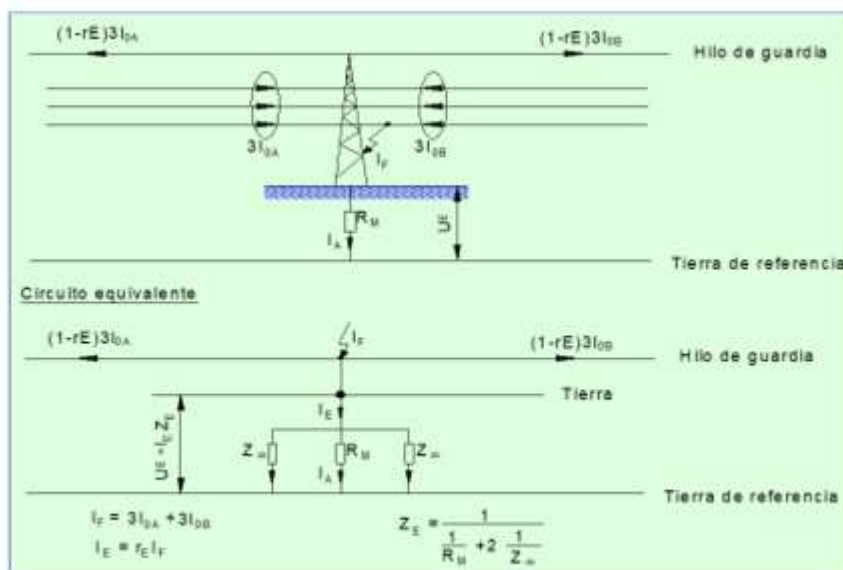 (1-rE)3I0A (1-rE)3I0B Hilo de guardia
3I0A IF 3I0B
RM UE
IA
Tierra de referencia
Circuito equivalente
(1-rE)3I0A IF (1-rE)3I0B Hilo de guardia
Tierra
IE
UE = IE ZE Z∞ RM Z∞
IA
Tierra de referencia
IF = 3I0A + 3I0B
IE = rE IF
ZE = 1 / (1/RM + 2 1/Z∞)